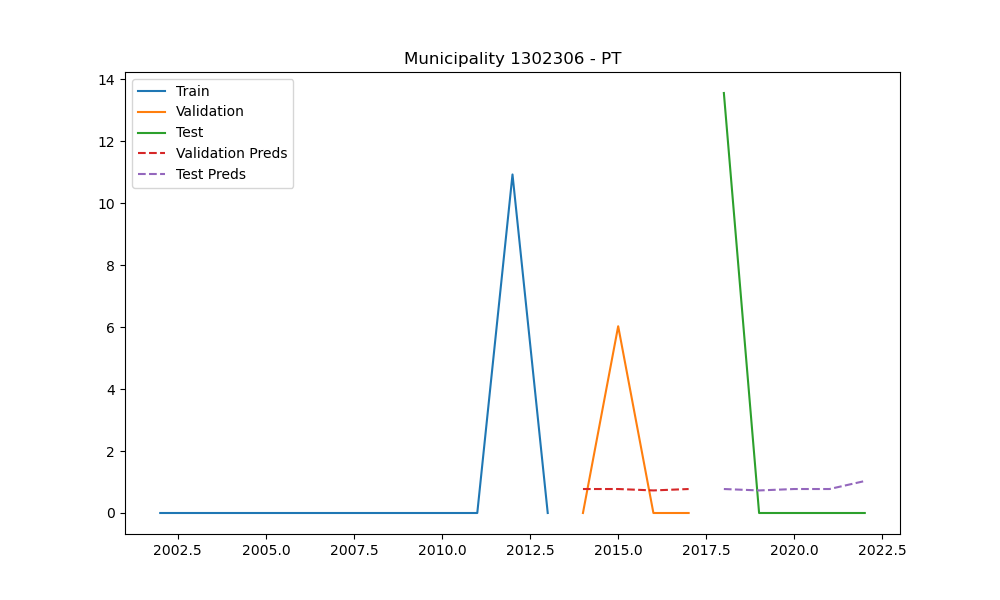 Municipality 1302306 - PT
14
12
10
8
6
4
2
0
Train
Validation
Test
Validation Preds
Test Preds
2002.5 2005.0 2007.5 2010.0 2012.5 2015.0 2017.5 2020.0 2022.5